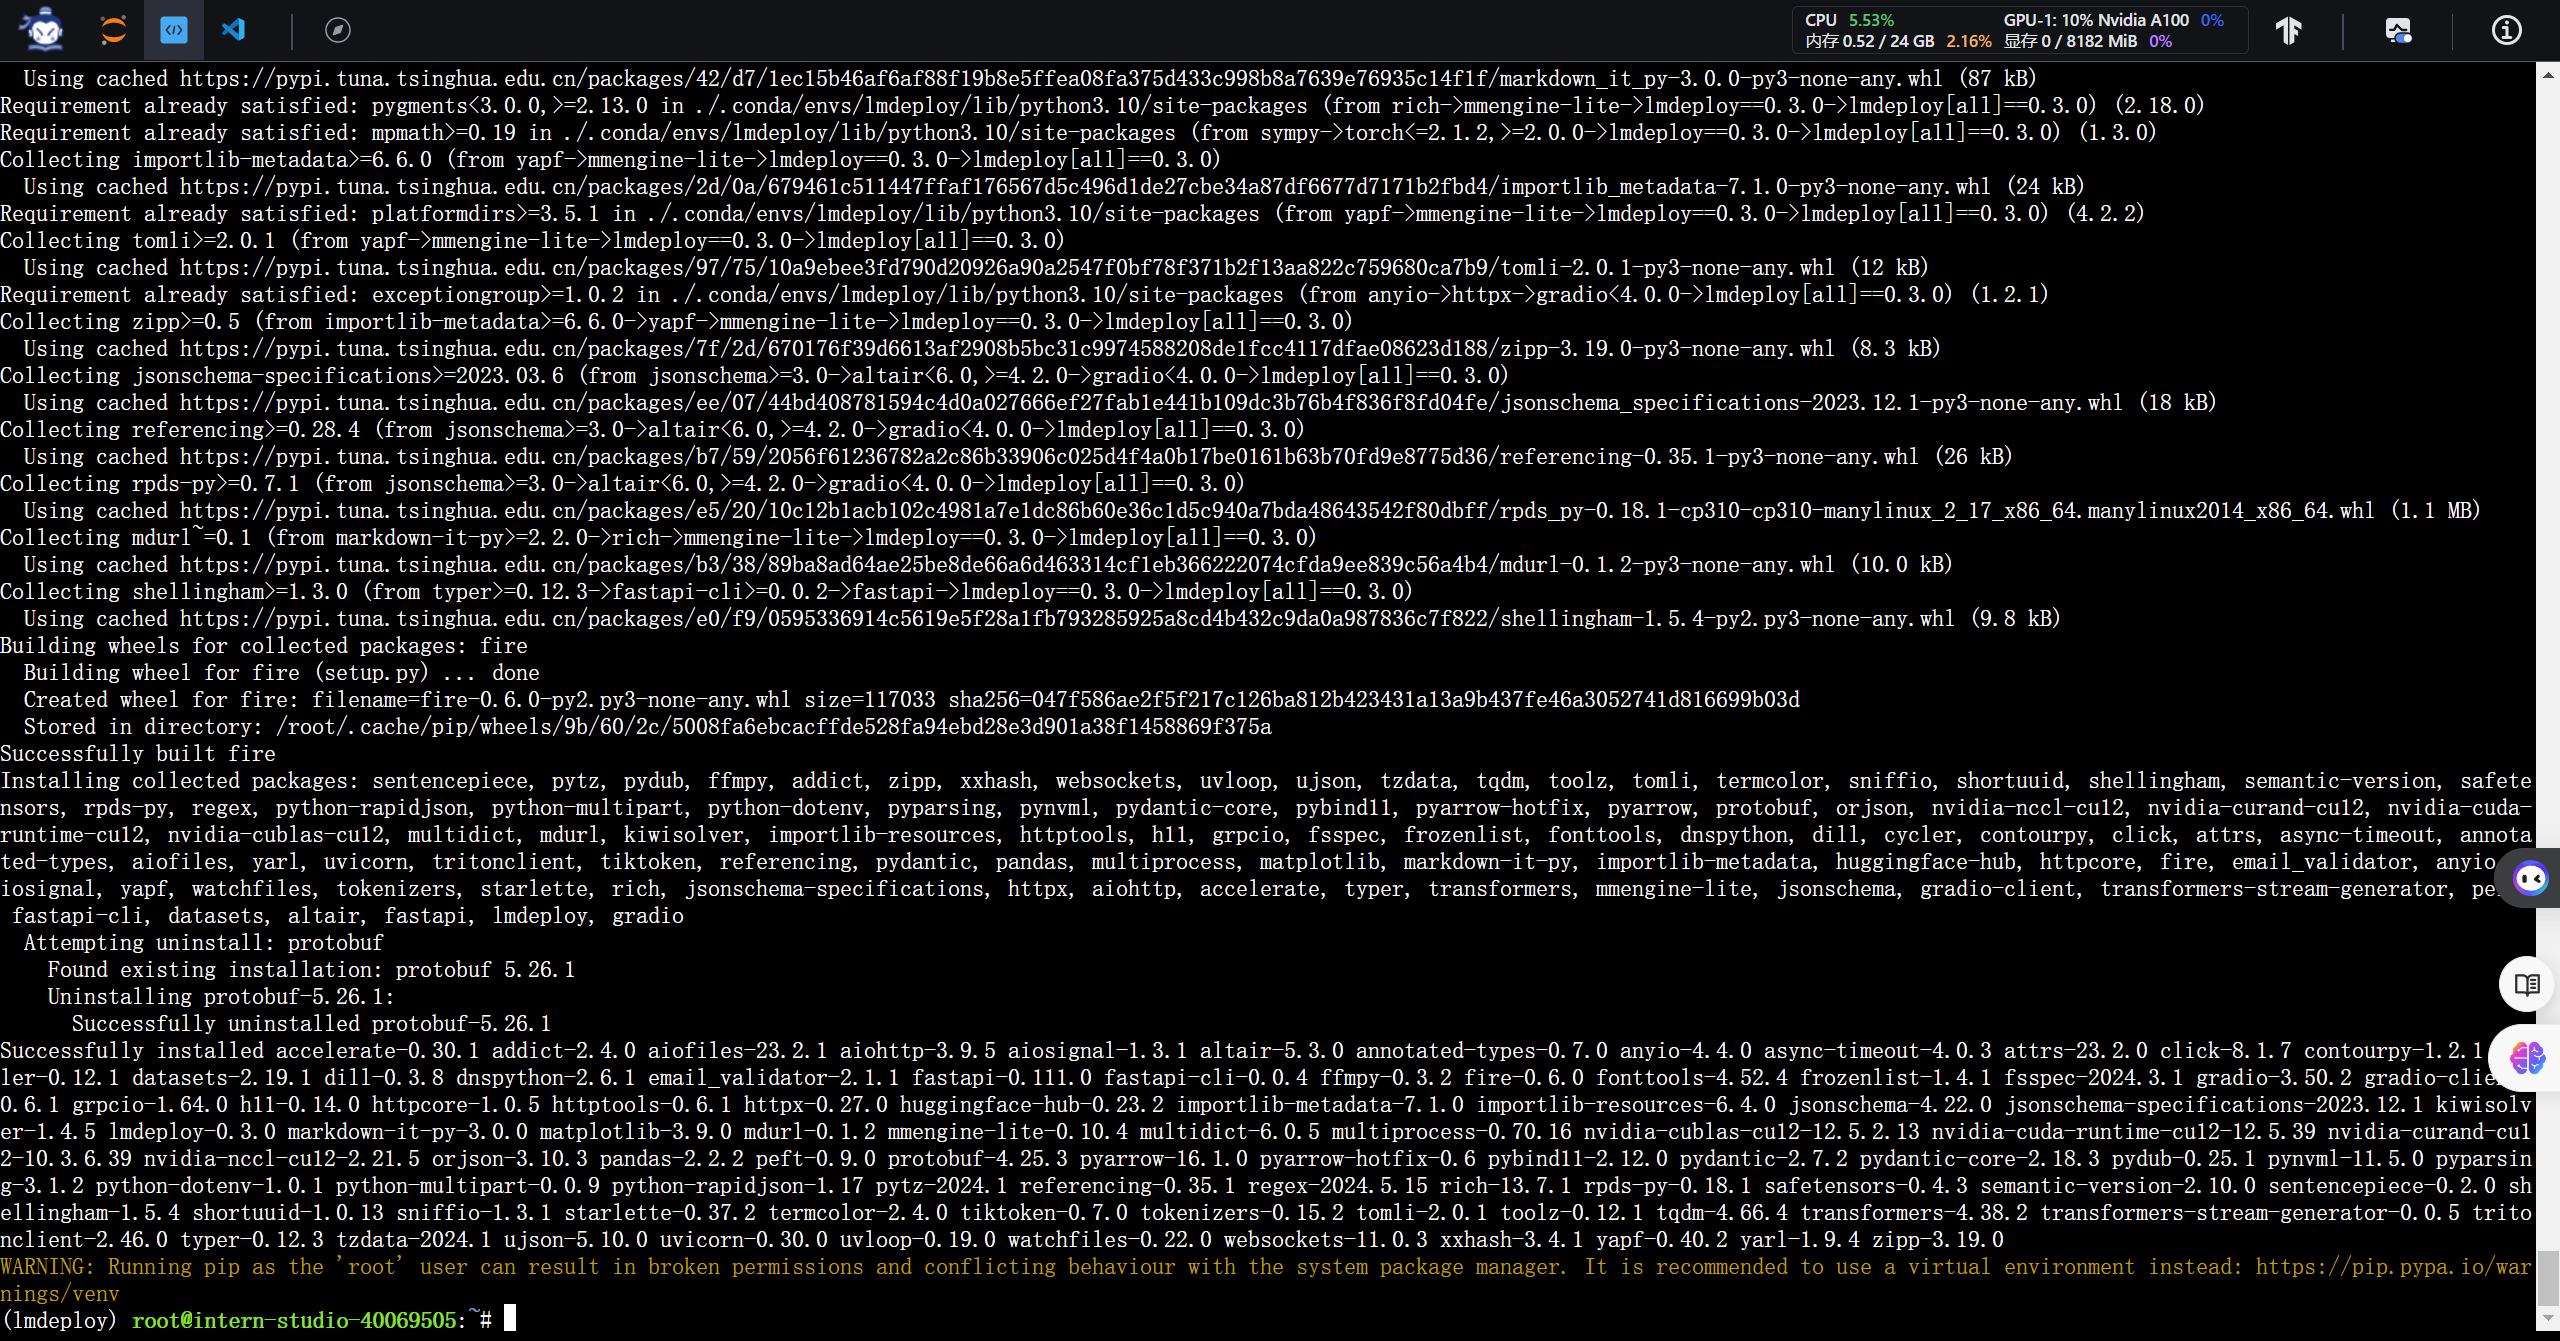 CPU 5.53% GPU-1: 10% Nvidia A100 0%
内存 0.52 / 24 GB 2.16% 显存 0 / 8182 MiB 0%
Using cached https://pypi.tuna.tsinghua.edu.cn/packages/42/d7/1ec15b46af6af88f19b8e5ffea08fa375d433c998b8a7639e76935c14f1f/markdown_it_py-3.0.0-py3-none-any.whl (87 kB)
Requirement already satisfied: pygments<3.0.0,>=2.13.0 in ./.conda/envs/lmdeploy/lib/python3.10/site-packages (from rich->mmengine-lite->lmdeploy==0.3.0->lmdeploy[all]==0.3.0) (2.18.0)
Requirement already satisfied: mpmath>=0.19 in ./.conda/envs/lmdeploy/lib/python3.10/site-packages (from sympy->torch<=2.1.2,>=2.0.0->lmdeploy==0.3.0->lmdeploy[all]==0.3.0) (1.3.0)
Collecting importlib-metadata>=6.6.0 (from yapf->mmengine-lite->lmdeploy==0.3.0->lmdeploy[all]==0.3.0)
Using cached https://pypi.tuna.tsinghua.edu.cn/packages/2d/0a/679461c511447ffaf176567d5c496d1de27cbe34a87df6677d7171b2fbd4/importlib_metadata-7.1.0-py3-none-any.whl (24 kB)
Requirement already satisfied: platformdirs>=3.5.1 in ./.conda/envs/lmdeploy/lib/python3.10/site-packages (from yapf->mmengine-lite->lmdeploy==0.3.0->lmdeploy[all]==0.3.0) (4.2.2)
Collecting tomli>=2.0.1 (from yapf->mmengine-lite->lmdeploy==0.3.0->lmdeploy[all]==0.3.0)
Using cached https://pypi.tuna.tsinghua.edu.cn/packages/97/75/10a9ebee3fd790d20926a90a2547f0bf78f371b2f13aa822c759680ca7b9/tomli-2.0.1-py3-none-any.whl (12 kB)
Requirement already satisfied: exceptiongroup>=1.0.2 in ./.conda/envs/lmdeploy/lib/python3.10/site-packages (from anyio->httpx->gradio<4.0.0->lmdeploy[all]==0.3.0) (1.2.1)
Collecting zipp>=0.5 (from importlib-metadata>=6.6.0->yapf->mmengine-lite->lmdeploy==0.3.0->lmdeploy[all]==0.3.0)
Using cached https://pypi.tuna.tsinghua.edu.cn/packages/7f/2d/670176f39d6613af2908b5bc31c9974588208de1fcc4117dfae08623d188/zipp-3.19.0-py3-none-any.whl (8.3 kB)
Collecting jsonschema-specifications>=2023.03.6 (from jsonschema>=3.0->altair<6.0,>=4.2.0->gradio<4.0.0->lmdeploy[all]==0.3.0)
Using cached https://pypi.tuna.tsinghua.edu.cn/packages/ee/07/44bd408781594c4d0a027666ef27fab1e441b109dc3b76b4f836f8fd04fe/jsonschema_specifications-2023.12.1-py3-none-any.whl (18 kB)
Collecting referencing>=0.28.4 (from jsonschema>=3.0->altair<6.0,>=4.2.0->gradio<4.0.0->lmdeploy[all]==0.3.0)
Using cached https://pypi.tuna.tsinghua.edu.cn/packages/b7/59/2056f61236782a2c86b33906c025d4f4a0b17be0161b63b70fd9e8775d36/referencing-0.35.1-py3-none-any.whl (26 kB)
Collecting rpds-py>=0.7.1 (from jsonschema>=3.0->altair<6.0,>=4.2.0->gradio<4.0.0->lmdeploy[all]==0.3.0)
Using cached https://pypi.tuna.tsinghua.edu.cn/packages/e5/20/10c12b1acb102c4981a7e1dc86b60e36c1d5c940a7bda48643542f80dbff/rpds_py-0.18.1-cp310-cp310-manylinux_2_17_x86_64.manylinux2014_x86_64.whl (1.1 MB)
Collecting mdurl~=0.1 (from markdown-it-py>=2.2.0->rich->mmengine-lite->lmdeploy==0.3.0->lmdeploy[all]==0.3.0)
Using cached https://pypi.tuna.tsinghua.edu.cn/packages/b3/38/89ba8ad64ae25be8de66a6d463314cf1eb366222074cfda9ee839c56a4b4/mdurl-0.1.2-py3-none-any.whl (10.0 kB)
Collecting shellingham>=1.3.0 (from typer>=0.12.3->fastapi-cli>=0.0.2->fastapi->lmdeploy==0.3.0->lmdeploy[all]==0.3.0)
Using cached https://pypi.tuna.tsinghua.edu.cn/packages/e0/f9/0595336914c5619e5f28a1fb793285925a8cd4b432c9da0a987836c7f822/shellingham-1.5.4-py2.py3-none-any.whl (9.8 kB)
Building wheels for collected packages: fire
Building wheel for fire (setup.py) ... done
Created wheel for fire: filename=fire-0.6.0-py2.py3-none-any.whl size=117033 sha256=047f586ae2f5f217c126ba812b423431a13a9b437fe46a3052741d816699b03d
Stored in directory: /root/.cache/pip/wheels/9b/60/2c/5008fa6ebcacffde528fa94ebd28e3d901a38f1458869f375a
Successfully built fire
Installing collected packages: sentencepiece, pytz, pydub, ffmpy, addict, zipp, xxhash, websockets, uvloop, ujson, tzdata, tqdm, toolz, tomli, termcolor, sniffio, shortuuid, shellingham, semantic-version, safete
nsors, rpds-py, regex, python-rapidjson, python-multipart, python-dotenv, pyparsing, pynvml, pydantic-core, pybind11, pyarrow-hotfix, pyarrow, protobuf, orjson, nvidia-nccl-cu12, nvidia-curand-cu12, nvidia-cuda-
runtime-cu12, nvidia-cublas-cu12, multidict, mdurl, kiwisolver, importlib-resources, httptools, h11, grpcio, fsspec, frozenlist, fonttools, dnspython, dill, cycler, contourpy, click, attrs, async-timeout, annota
ted-types, aiofiles, yarl, uvicorn, tritonclient, tiktoken, referencing, pydantic, pandas, multiprocess, matplotlib, markdown-it-py, importlib-metadata, huggingface-hub, httpcore, fire, email_validator, anyio
iosignal, yapf, watchfiles, tokenizers, starlette, rich, jsonschema-specifications, httpx, aiohttp, accelerate, typer, transformers, mmengine-lite, jsonschema, gradio-client, transformers-stream-generator,
fastapi-cli, datasets, altair, fastapi, lmdeploy, gradio
Attempting uninstall: protobuf
Found existing installation: protobuf 5.26.1
Uninstalling protobuf-5.26.1:
Successfully uninstalled protobuf-5.26.1
Successfully installed accelerate-0.30.1 addict-2.4.0 aiofiles-23.2.1 aiohttp-3.9.5 aiosignal-1.3.1 altair-5.3.0 annotated-types-0.7.0 anyio-4.4.0 async-timeout-4.0.3 attrs-23.2.0 click-8.1.7 contourpy-1.2.1
ler-0.12.1 datasets-2.19.1 dill-0.3.8 dnspython-2.6.1 email_validator-2.1.1 fastapi-0.111.0 fastapi-cli-0.0.4 ffmpy-0.3.2 fire-0.6.0 fonttools-4.52.4 frozenlist-1.4.1 fsspec-2024.3.1 gradio-3.50.2
0.6.1 grpcio-1.64.0 h11-0.14.0 httpcore-1.0.5 httptools-0.6.1 httpx-0.27.0 huggingface-hub-0.23.2 importlib-metadata-7.1.0 importlib-resources-6.4.0 jsonschema-4.22.0 jsonschema-specifications-2023.12.1 kiwisolv
er-1.4.5 lmdeploy-0.3.0 markdown-it-py-3.0.0 matplotlib-3.9.0 mdurl-0.1.2 mmengine-lite-0.10.4 multidict-6.0.5 multiprocess-0.70.16 nvidia-cublas-cu12-12.5.2.13 nvidia-cuda-runtime-cu12-12.5.39 nvidia-curand-cu1
2-10.3.6.39 nvidia-nccl-cu12-2.21.5 orjson-3.10.3 pandas-2.2.2 peft-0.9.0 protobuf-4.25.3 pyarrow-16.1.0 pyarrow-hotfix-0.6 pybind11-2.12.0 pydantic-2.7.2 pydantic-core-2.18.3 pydub-0.25.1 pynvml-11.5.0 pyparsin
g-3.1.2 python-dotenv-1.0.1 python-multipart-0.0.9 python-rapidjson-1.17 pytz-2024.1 referencing-0.35.1 regex-2024.5.15 rich-13.7.1 rpds-py-0.18.1 safetensors-0.4.3 semantic-version-2.10.0 sentencepiece-0.2.0 sh
ellingham-1.5.4 shortuuid-1.0.13 sniffio-1.3.1 starlette-0.37.2 termcolor-2.4.0 tiktoken-0.7.0 tokenizers-0.15.2 tomli-2.0.1 toolz-0.12.1 tqdm-4.66.4 transformers-4.38.2 transformers-stream-generator-0.0.5 trito
nclient-2.46.0 typer-0.12.3 tzdata-2024.1 ujson-5.10.0 uvicorn-0.30.0 uvloop-0.19.0 watchfiles-0.22.0 websockets-11.0.3 xxhash-3.4.1 yapf-0.40.2 yarl-1.9.4 zipp-3.19.0
WARNING: Running pip as the 'root' user can result in broken permissions and conflicting behaviour with the system package manager. It is recommended to use a virtual environment instead: https://pip.pypa.io/war
nings/venv
(lmdeploy) root@intern-studio-40069505:~#